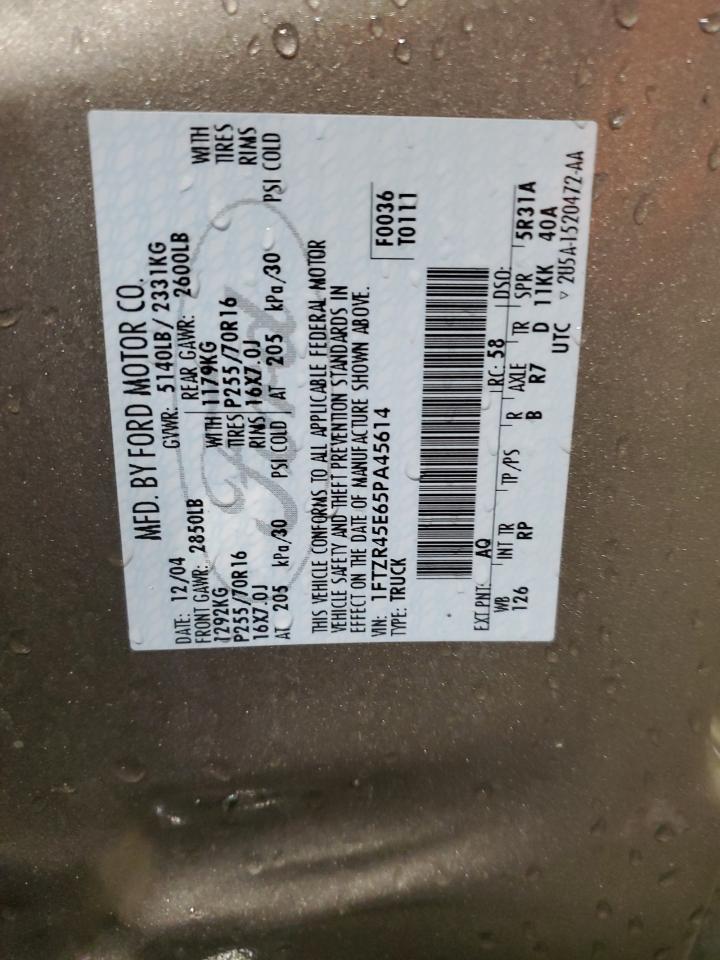 MFD. BY FORD MOTOR CO.
DATE: 12/04 GVWR: 5140LB / 2331KG
FRONT GAWR: 2850LB REAR GAWR: 2600LB
1292KG WITH 1179KG WITH
P255/70R16 TIRES P255/70R16 TIRES
16X7.0J RIMS 16X7.0J RIMS
AT 205 kPa/30 PSI COLD AT 205 kPa/30 PSI COLD
THIS VEHICLE CONFORMS TO ALL APPLICABLE FEDERAL MOTOR
VEHICLE SAFETY AND THEFT PREVENTION STANDARDS IN
EFFECT ON THE DATE OF MANUFACTURE SHOWN ABOVE.
VIN: 1FTZR45E65PA45614 F0036
TYPE: TRUCK T0111
EXT PNT: AQ RC: 58 DSO:
WB INT TR TP/PS R AXLE TR SPR 5R31A
126 RP B R7 D 11KK 40A
UTC ▽ 2U5A-1520472-AA
Ford